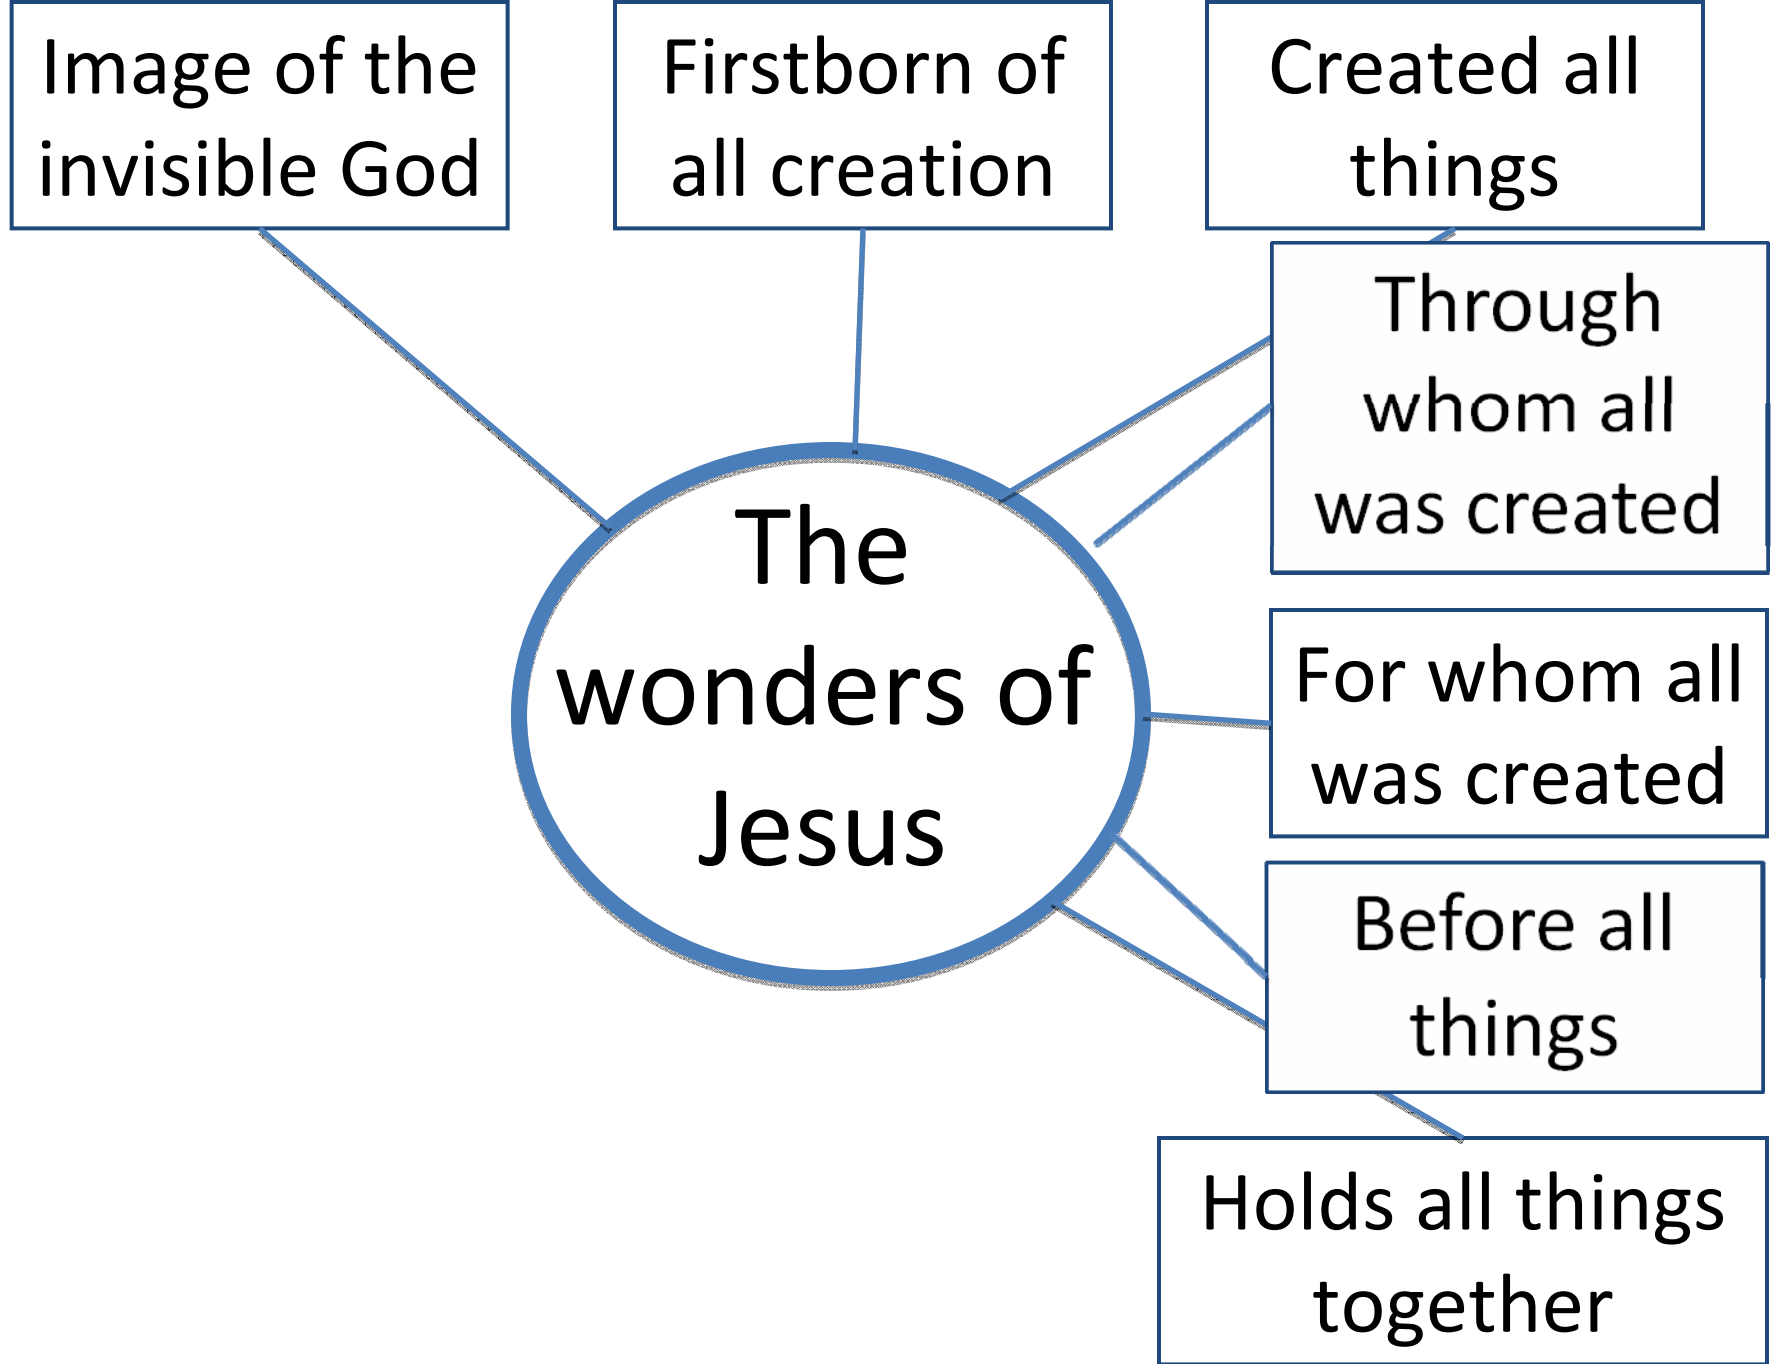 Image of the
invisible God
Firstborn of
all creation
Created all
things
Through
whom all
was created
The
wonders of
Jesus
For whom all
was created
Before all
things
Holds all things
together